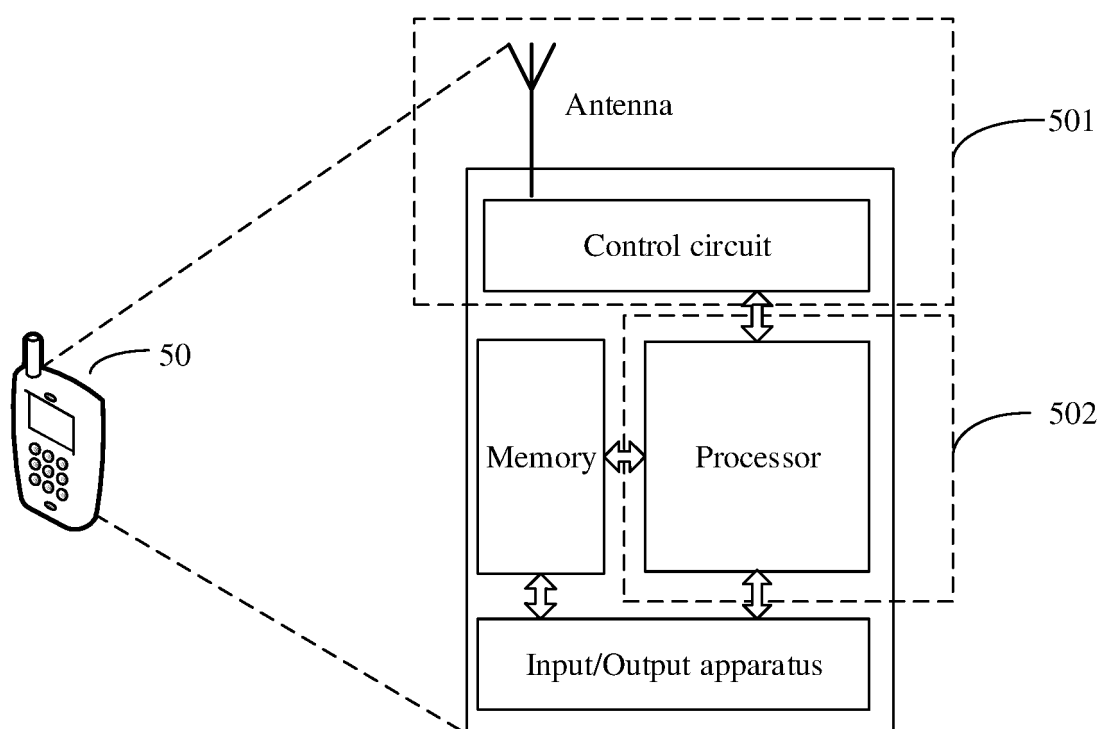 Antenna
501
Control circuit
50
502
Memory
Processor
Input/Output apparatus